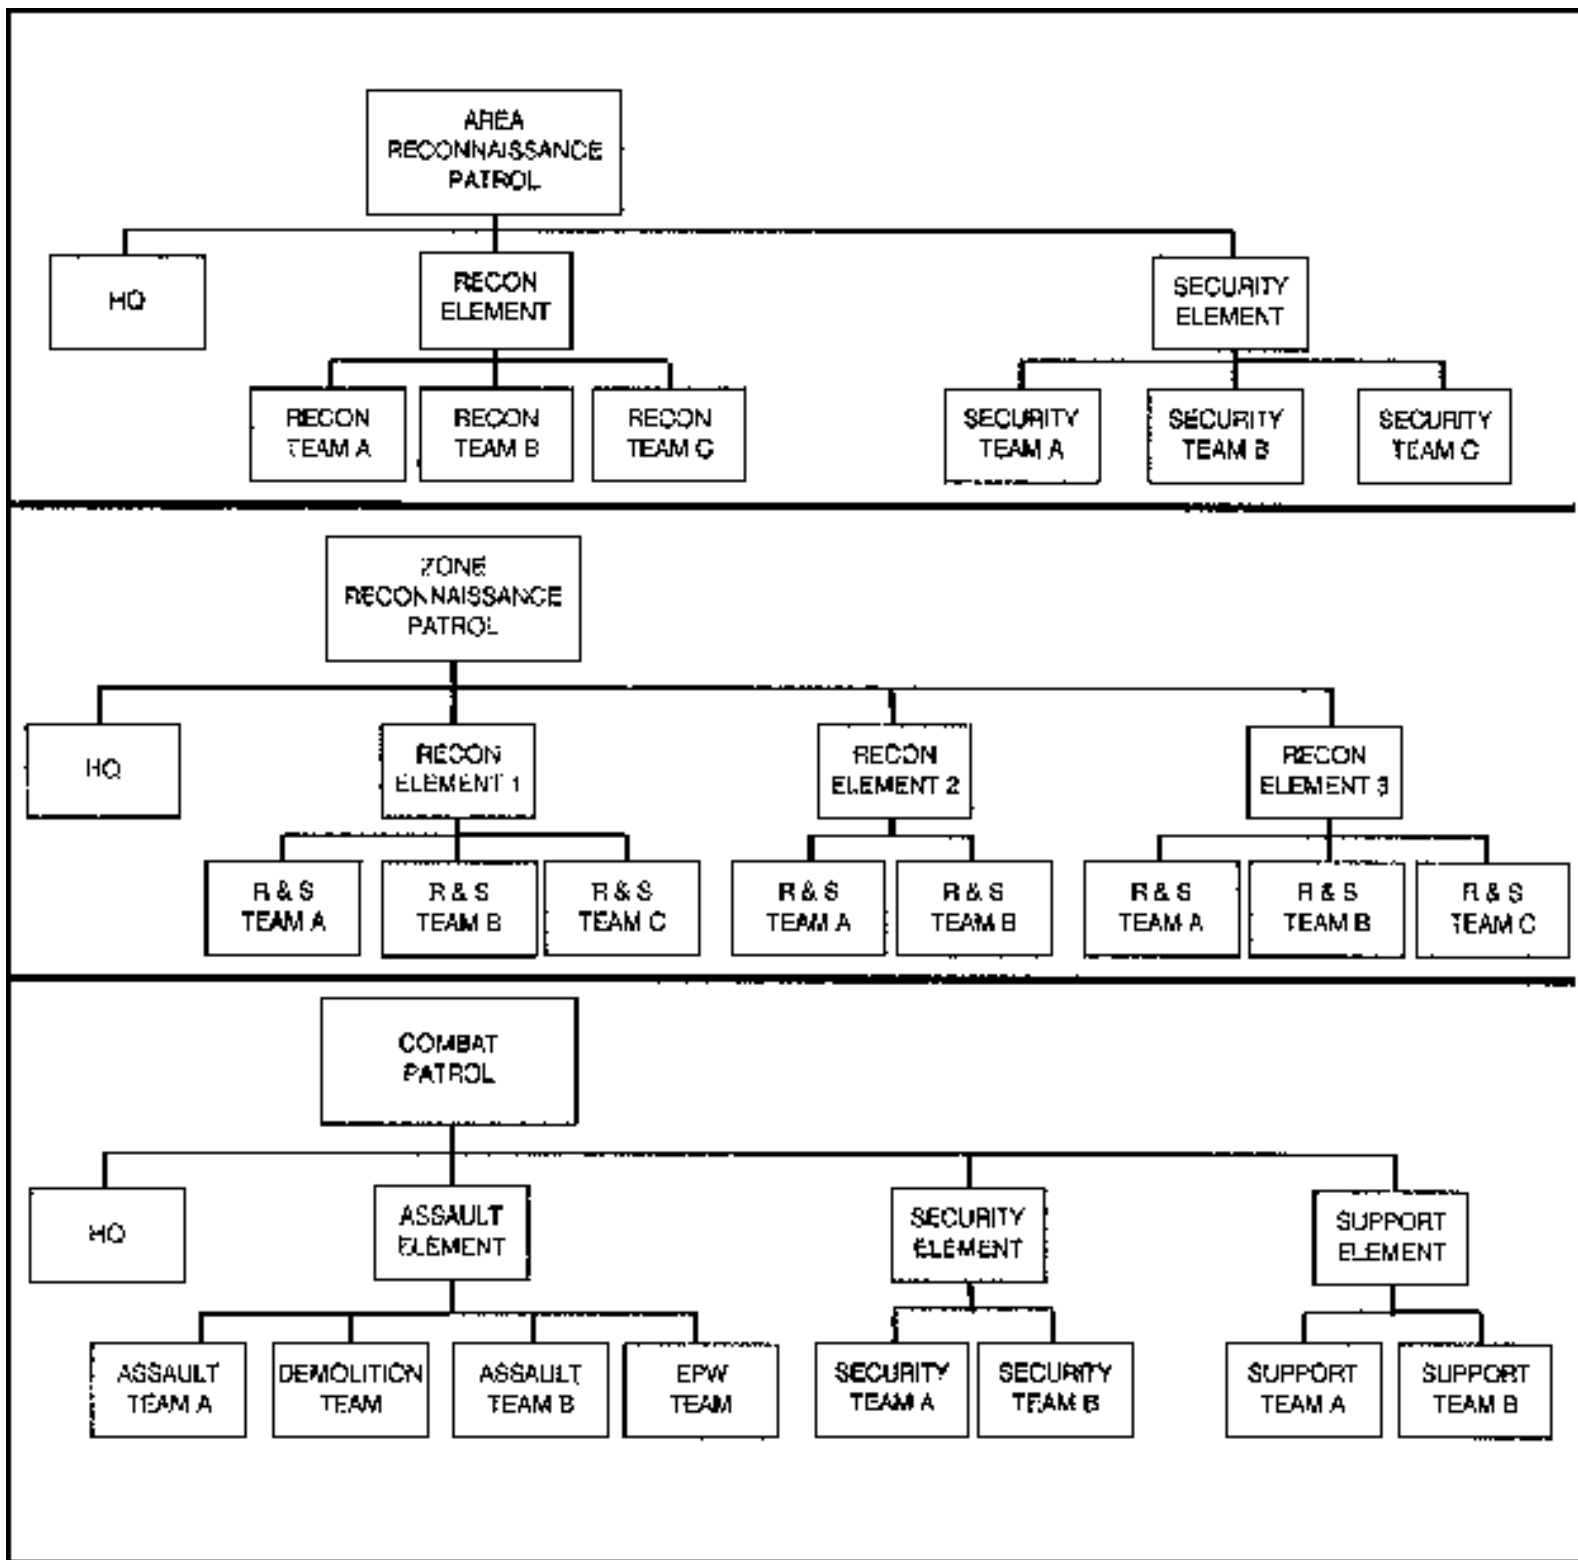 AREA
RECONNAISSANCE
PATROL
HQ
RECON
ELEMENT
SECURITY
ELEMENT
RECON
TEAM A
RECON
TEAM B
RECON
TEAM C
SECURITY
TEAM A
SECURITY
TEAM B
SECURITY
TEAM C
ZONE
RECONNAISSANCE
PATROL
HQ
RECON
ELEMENT 1
RECON
ELEMENT 2
RECON
ELEMENT 3
R & S
TEAM A
R & S
TEAM B
R & S
TEAM C
R & S
TEAM A
R & S
TEAM B
R & S
TEAM A
R & S
TEAM B
R & S
TEAM C
COMBAT
PATROL
HQ
ASSAULT
ELEMENT
SECURITY
ELEMENT
SUPPORT
ELEMENT
ASSAULT
TEAM A
DEMOLITION
TEAM
ASSAULT
TEAM B
EPW
TEAM
SECURITY
TEAM A
SECURITY
TEAM B
SUPPORT
TEAM A
SUPPORT
TEAM B